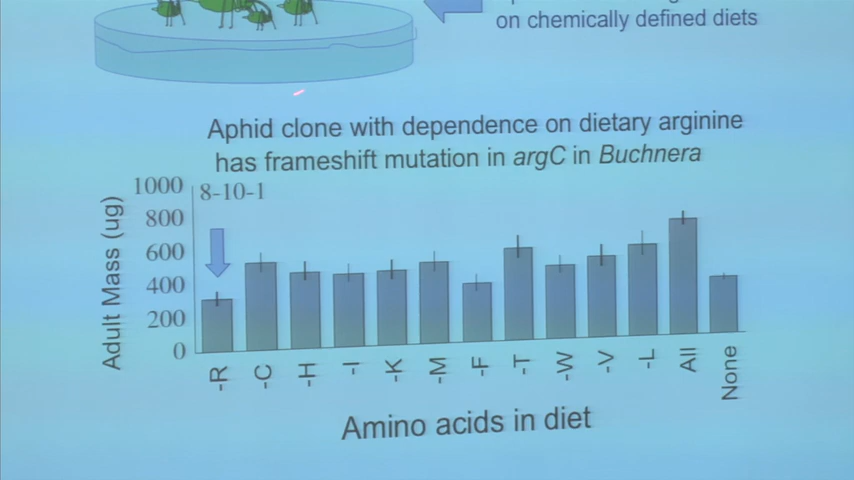 on chemically defined diets
Aphid clone with dependence on dietary arginine
has frameshift mutation in argC in Buchnera
8-10-1
Adult Mass (ug)
1000
800
600
400
200
0
-R
-C
-H
-I
-K
-M
-F
-T
-W
-V
-L
All
None
Amino acids in diet